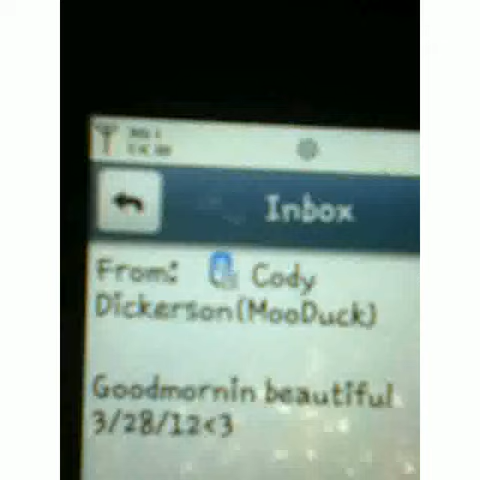 Inbox
From: Cody
Dickerson(MooDuck)
Goodmornin beautiful
3/28/12<3